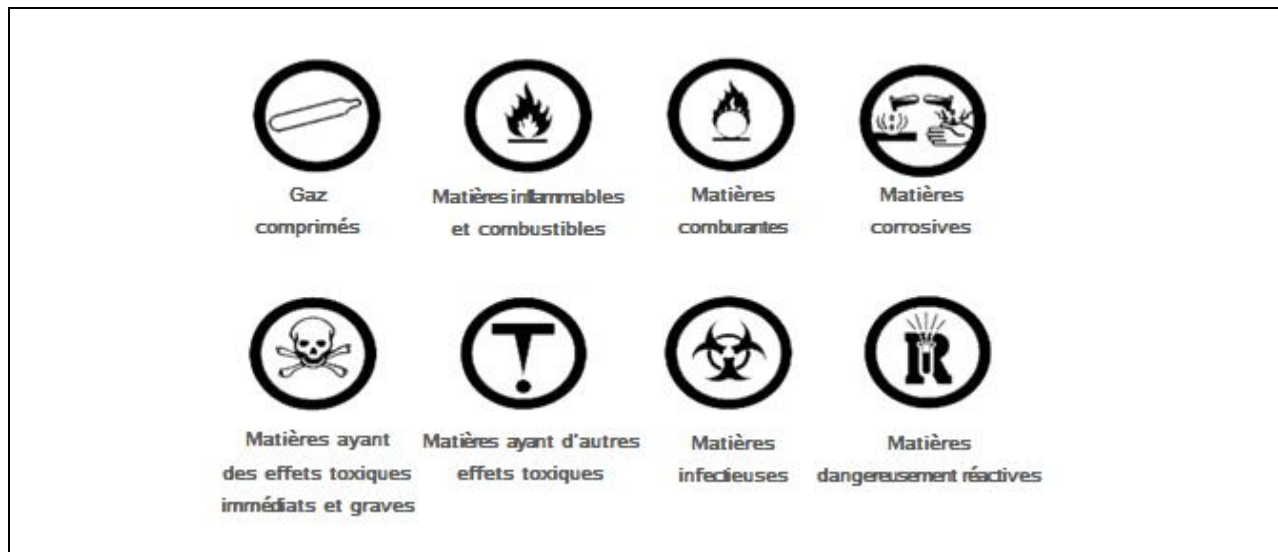 Gaz
comprimés
Matières inflammables
et combustibles
Matières
comburantes
Matières
corrosives
Matières ayant
des effets toxiques
immédiats et graves
Matières ayant d'autres
effets toxiques
Matières
infectieuses
R
Matières
dangereusement réactives